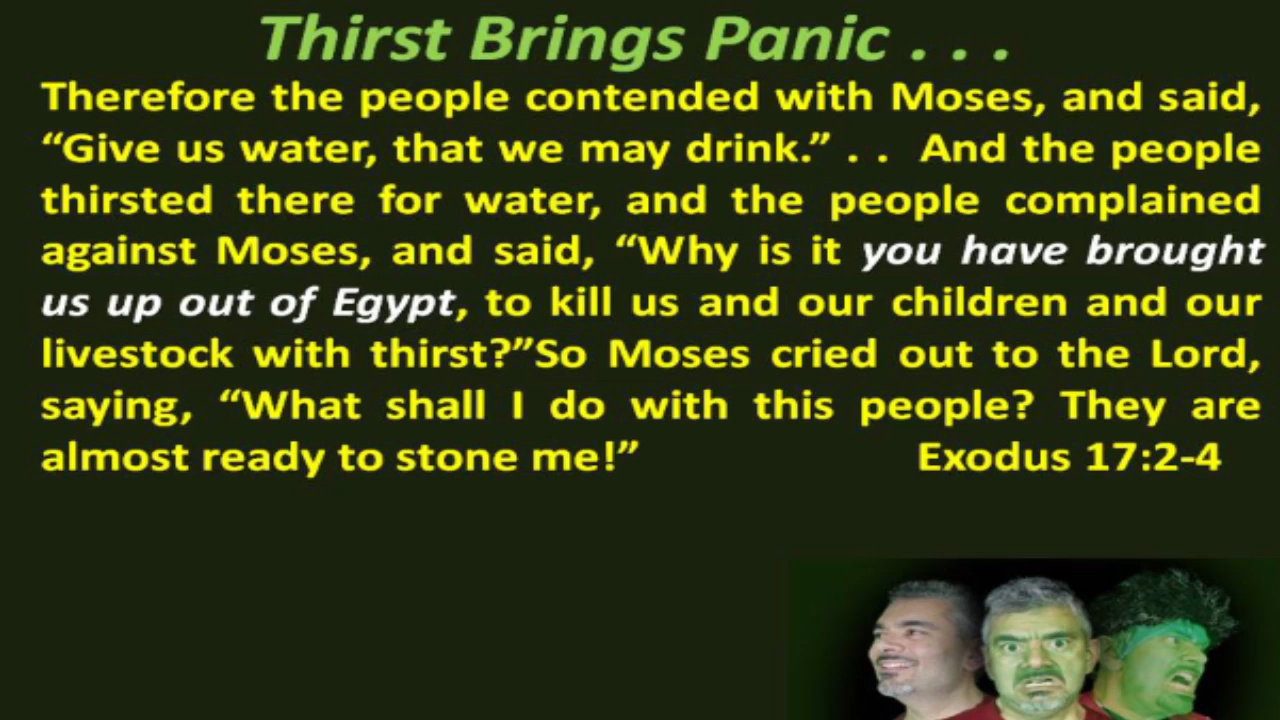 Thirst Brings Panic . . .
Therefore the people contended with Moses, and said,
“Give us water, that we may drink.” . .  And the people
thirsted there for water, and the people complained
against Moses, and said, “Why is it you have brought
us up out of Egypt, to kill us and our children and our
livestock with thirst?”So Moses cried out to the Lord,
saying, “What shall I do with this people? They are
almost ready to stone me!” Exodus 17:2-4